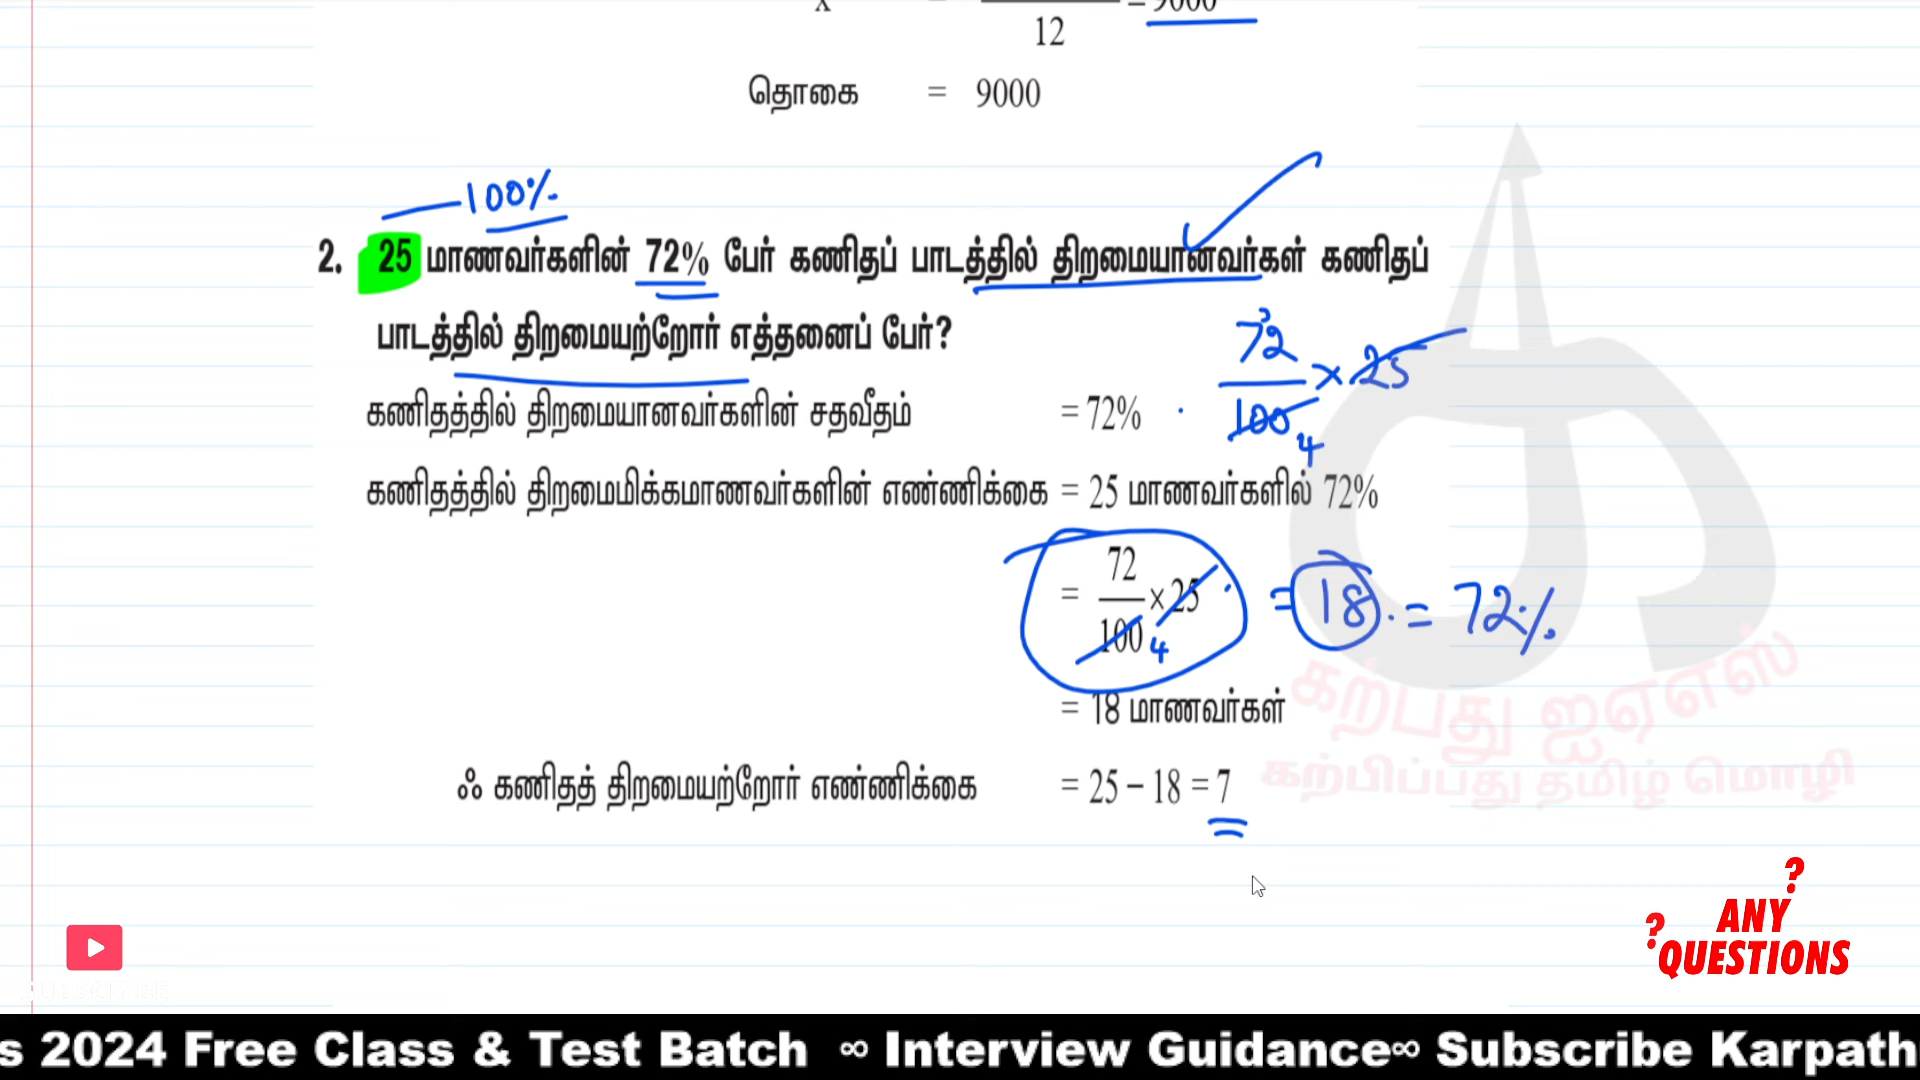 x = = 9000
12
தொகை = 9000
100%
2. 25 மாணவர்களின் 72% பேர் கணிதப் பாடத்தில் திறமையானவர்கள் கணிதப்
பாடத்தில் திறமையற்றோர் எத்தனைப் பேர்?
72
× 25
100
4
கணிதத்தில் திறமையானவர்களின் சதவீதம் = 72%
கணிதத்தில் திறமைமிக்கமாணவர்களின் எண்ணிக்கை = 25 மாணவர்களில் 72%
72
= × 25 = 18 = 72%
100 4
= 18 மாணவர்கள்
ஃ கணிதத் திறமையற்றோர் எண்ணிக்கை = 25 – 18 = 7
கற்பது ஐஏஎஸ்
கற்பிப்பது தமிழ் மொழி
? ANY
? QUESTIONS
SUBSCRIBE
s 2024 Free Class & Test Batch ∞ Interview Guidance∞ Subscribe Karpath